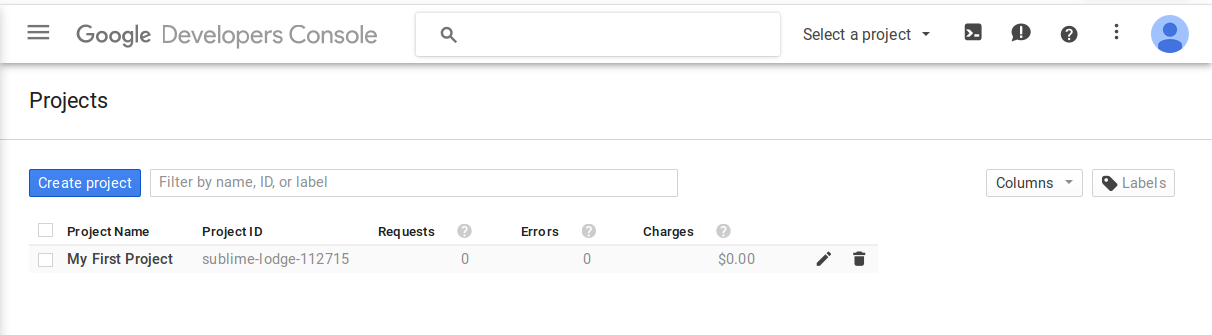 Google Developers Console Select a project
Projects
Create project Filter by name, ID, or label Columns Labels
Project Name Project ID Requests ? Errors ? Charges ?
My First Project sublime-lodge-112715 0 0 $0.00